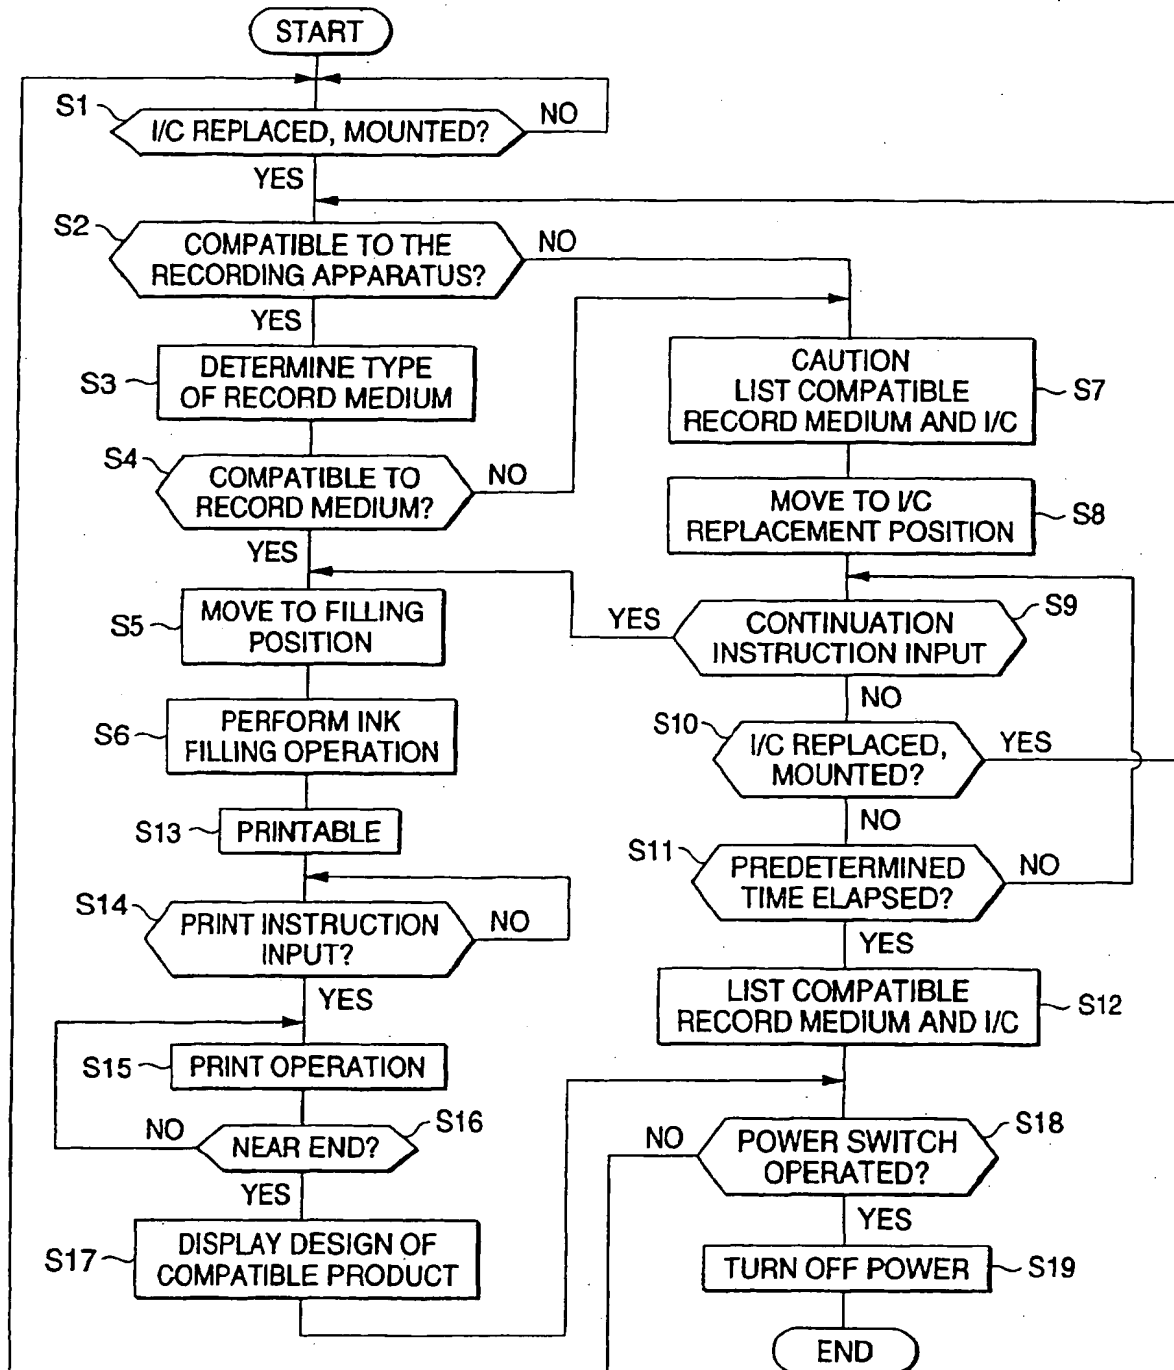 START
S1
I/C REPLACED, MOUNTED?
NO
YES
S2
COMPATIBLE TO THE
RECORDING APPARATUS?
NO
YES
S3
DETERMINE TYPE
OF RECORD MEDIUM
S4
COMPATIBLE TO
RECORD MEDIUM?
NO
YES
S5
MOVE TO FILLING
POSITION
S6
PERFORM INK
FILLING OPERATION
S13
PRINTABLE
S14
PRINT INSTRUCTION
INPUT?
NO
YES
S15
PRINT OPERATION
S16
NEAR END?
NO
YES
S17
DISPLAY DESIGN OF
COMPATIBLE PRODUCT
CAUTION
LIST COMPATIBLE
RECORD MEDIUM AND I/C
S7
MOVE TO I/C
REPLACEMENT POSITION
S8
YES
CONTINUATION
INSTRUCTION INPUT
S9
NO
S10
I/C REPLACED,
MOUNTED?
YES
NO
S11
PREDETERMINED
TIME ELAPSED?
NO
YES
LIST COMPATIBLE
RECORD MEDIUM AND I/C
S12
NO
POWER SWITCH
OPERATED?
S18
YES
TURN OFF POWER
S19
END